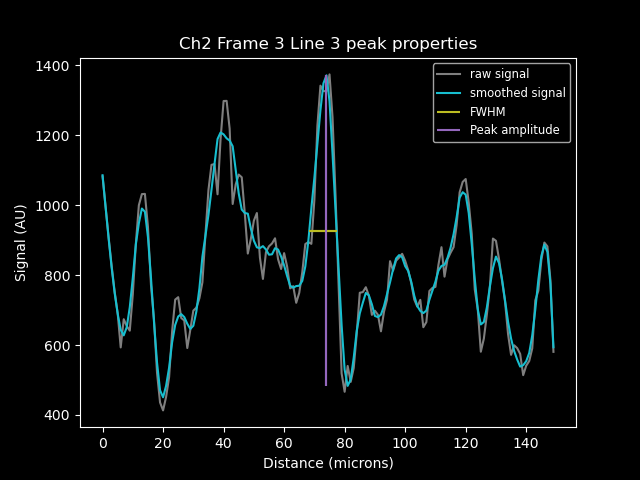 Ch2 Frame 3 Line 3 peak properties
raw signal
smoothed signal
FWHM
Peak amplitude
Signal (AU)
1400
1200
1000
800
600
400
0 20 40 60 80 100 120 140
Distance (microns)